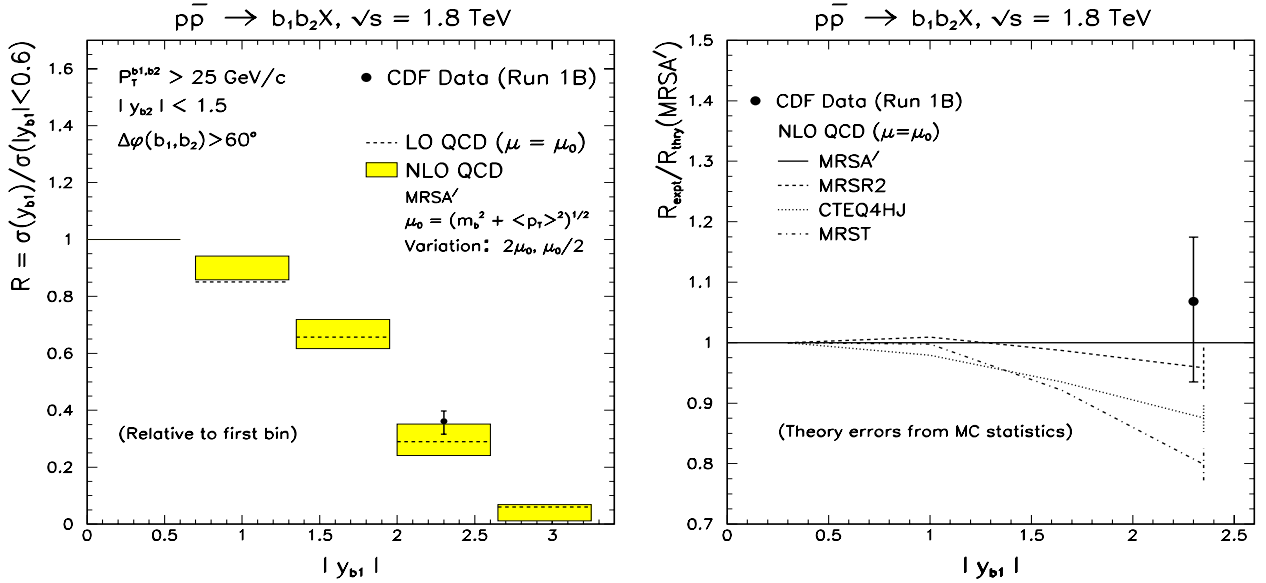 pp̅ → b₁b₂X, √s = 1.8 TeV
R = σ(y_b1)/σ(|y_b1|<0.6)
1.6
1.4
1.2
1
0.8
0.6
0.4
0.2
0
P_T^b1,b2 > 25 GeV/c
| y_b2 | < 1.5
Δφ(b₁,b₂)>60°
CDF Data (Run 1B)
LO QCD (μ = μ₀)
NLO QCD
MRSA′
μ₀ = (m_b² + <p_T>²)^1/2
Variation: 2μ₀, μ₀/2
(Relative to first bin)
0 0.5 1 1.5 2 2.5 3
| y_b1 |
pp̅ → b₁b₂X, √s = 1.8 TeV
R_expt/R_thry(MRSA′)
1.5
1.4
1.3
1.2
1.1
1
0.9
0.8
0.7
CDF Data (Run 1B)
NLO QCD (μ=μ₀)
MRSA′
MRSR2
CTEQ4HJ
MRST
(Theory errors from MC statistics)
0 0.5 1 1.5 2 2.5
| y_b1 |